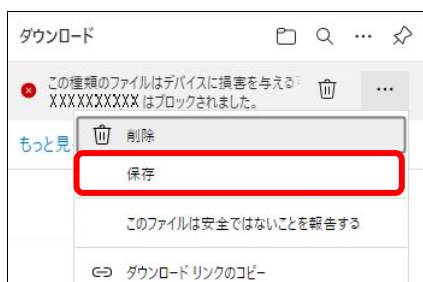 ダウンロード
この種類のファイルはデバイスに損害を与える
XXXXXXXXXX はブロックされました。
もっと見
削除
保存
このファイルは安全ではないことを報告する
ダウンロード リンクのコピー